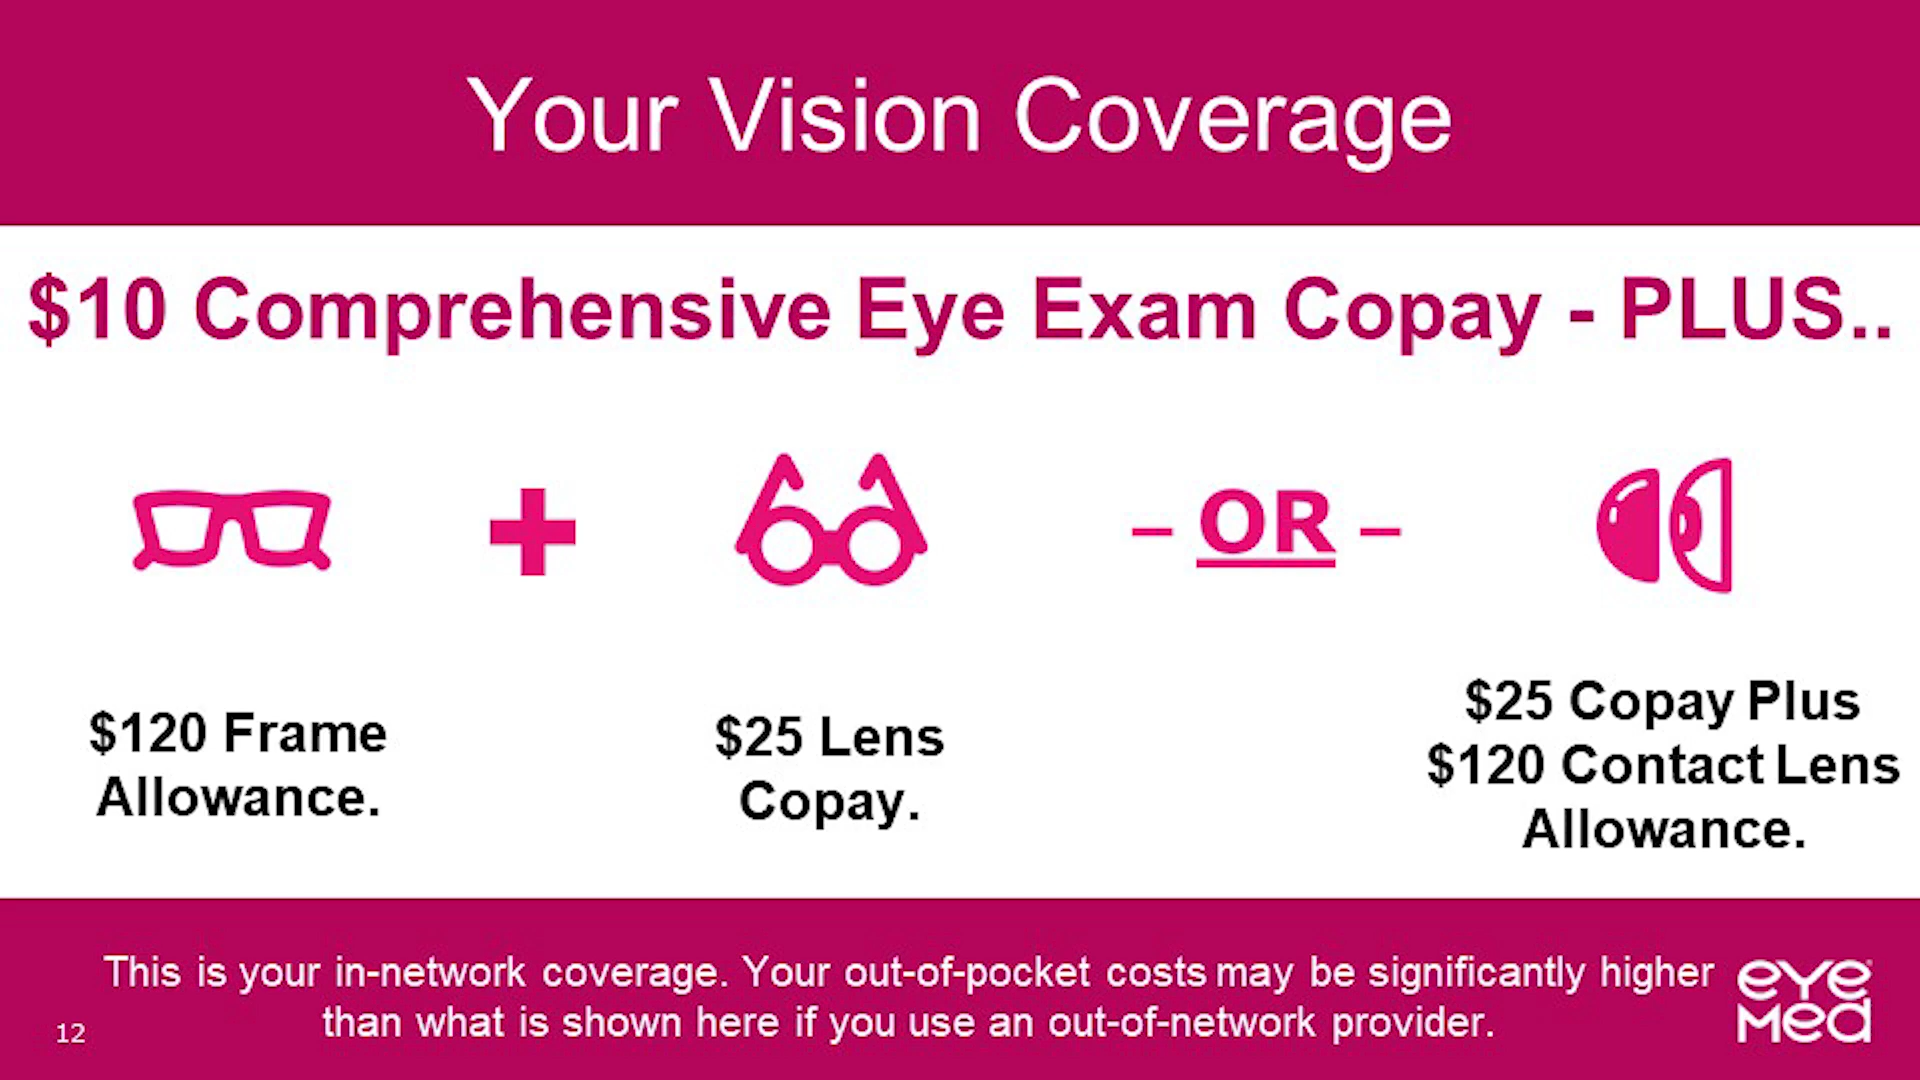 Your Vision Coverage
$10 Comprehensive Eye Exam Copay - PLUS..
– OR –
$120 Frame
Allowance.
$25 Lens
Copay.
$25 Copay Plus
$120 Contact Lens
Allowance.
This is your in-network coverage. Your out-of-pocket costs may be significantly higher
than what is shown here if you use an out-of-network provider.
12
eye
med